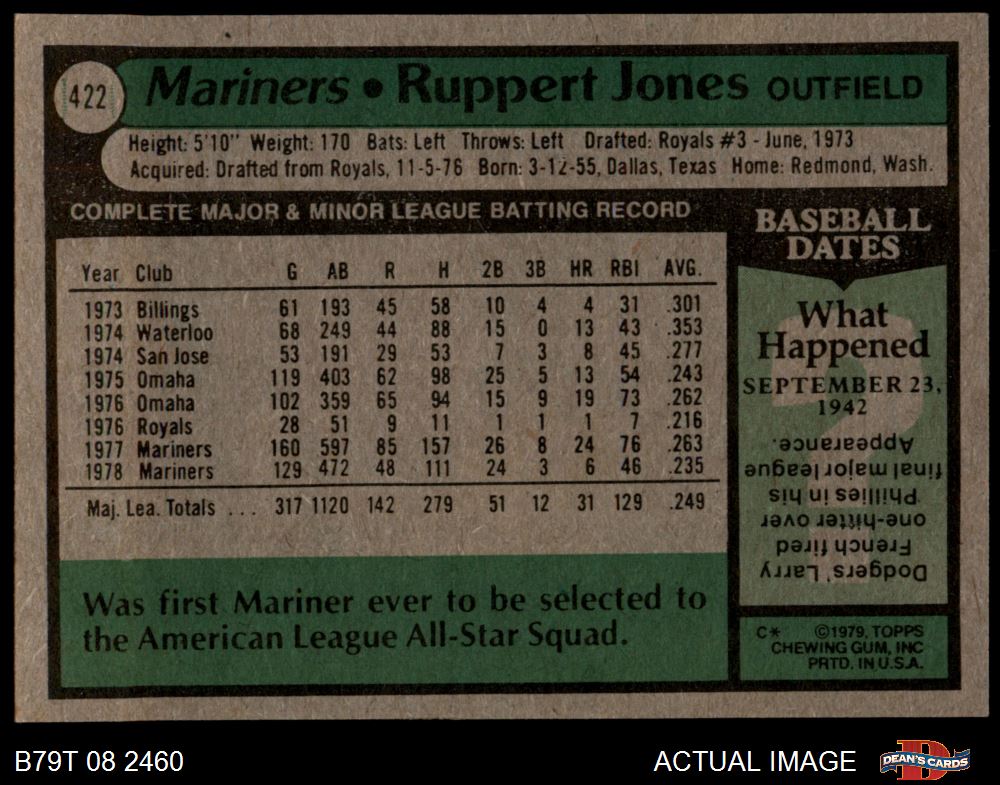 422
Mariners • Ruppert Jones OUTFIELD
Height: 5'10" Weight: 170 Bats: Left Throws: Left Drafted: Royals #3 - June, 1973
Acquired: Drafted from Royals, 11-5-76 Born: 3-12-55, Dallas, Texas Home: Redmond, Wash.
COMPLETE MAJOR & MINOR LEAGUE BATTING RECORD
Year Club G AB R H 2B 3B HR RBI AVG.
1973 Billings 61 193 45 58 10 4 4 31 .301
1974 Waterloo 68 249 44 88 15 0 13 43 .353
1974 San Jose 53 191 29 53 7 3 8 45 .277
1975 Omaha 119 403 62 98 25 5 13 54 .243
1976 Omaha 102 359 65 94 15 9 19 73 .262
1976 Royals 28 51 9 11 1 1 1 7 .216
1977 Mariners 160 597 85 157 26 8 24 76 .263
1978 Mariners 129 472 48 111 24 3 6 46 .235
Maj. Lea. Totals ... 317 1120 142 279 51 12 31 129 .249
Was first Mariner ever to be selected to
the American League All-Star Squad.
BASEBALL
DATES
What
Happened
SEPTEMBER 23,
1942
Dodgers' Larry
French fired
one-hitter over
Phillii in his
final major league
Appearance.
C* ©1979, TOPPS
CHEWING GUM, INC
PRTD. IN U.S.A.
B79T 08 2460
ACTUAL IMAGE
D
DEAN'S CARDS